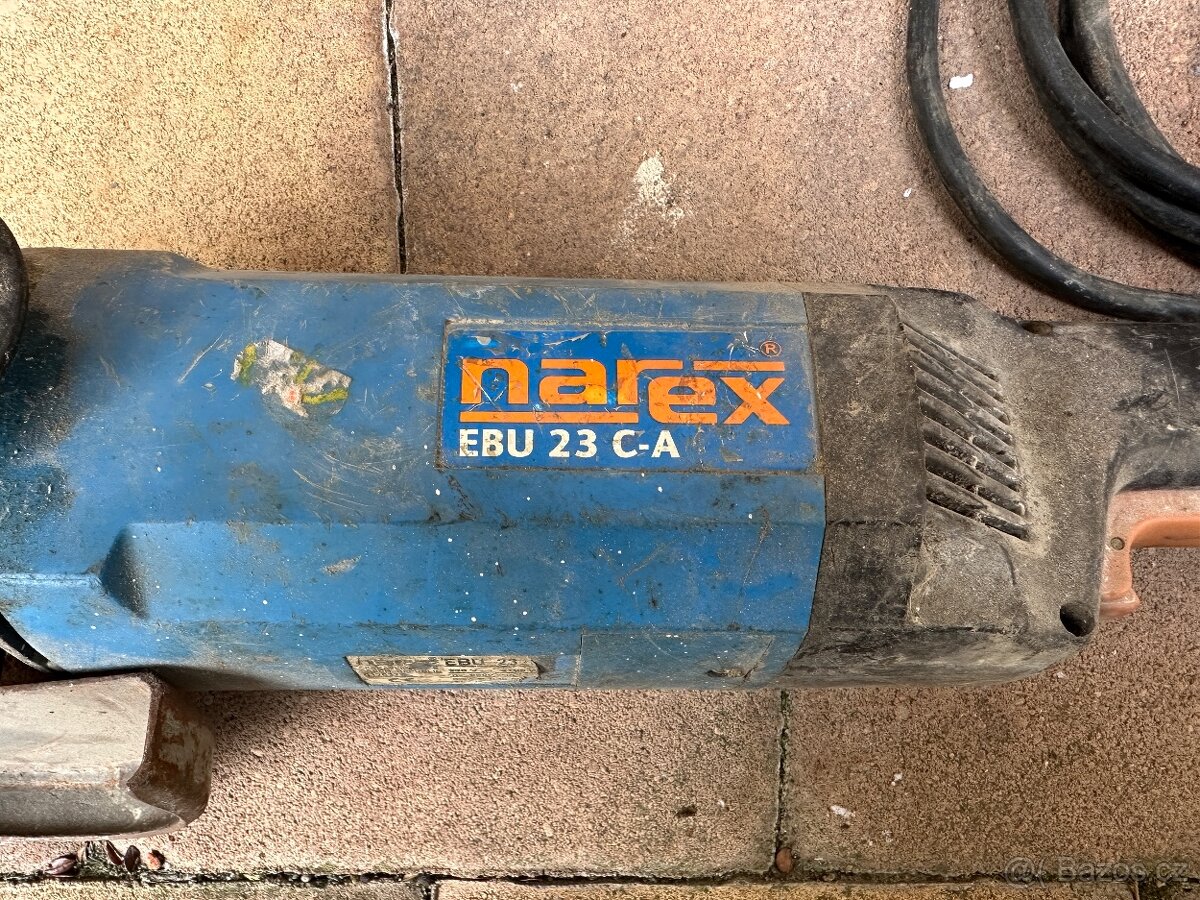 narex®
EBU 23 C-A
EBU 23
Bazos.cz